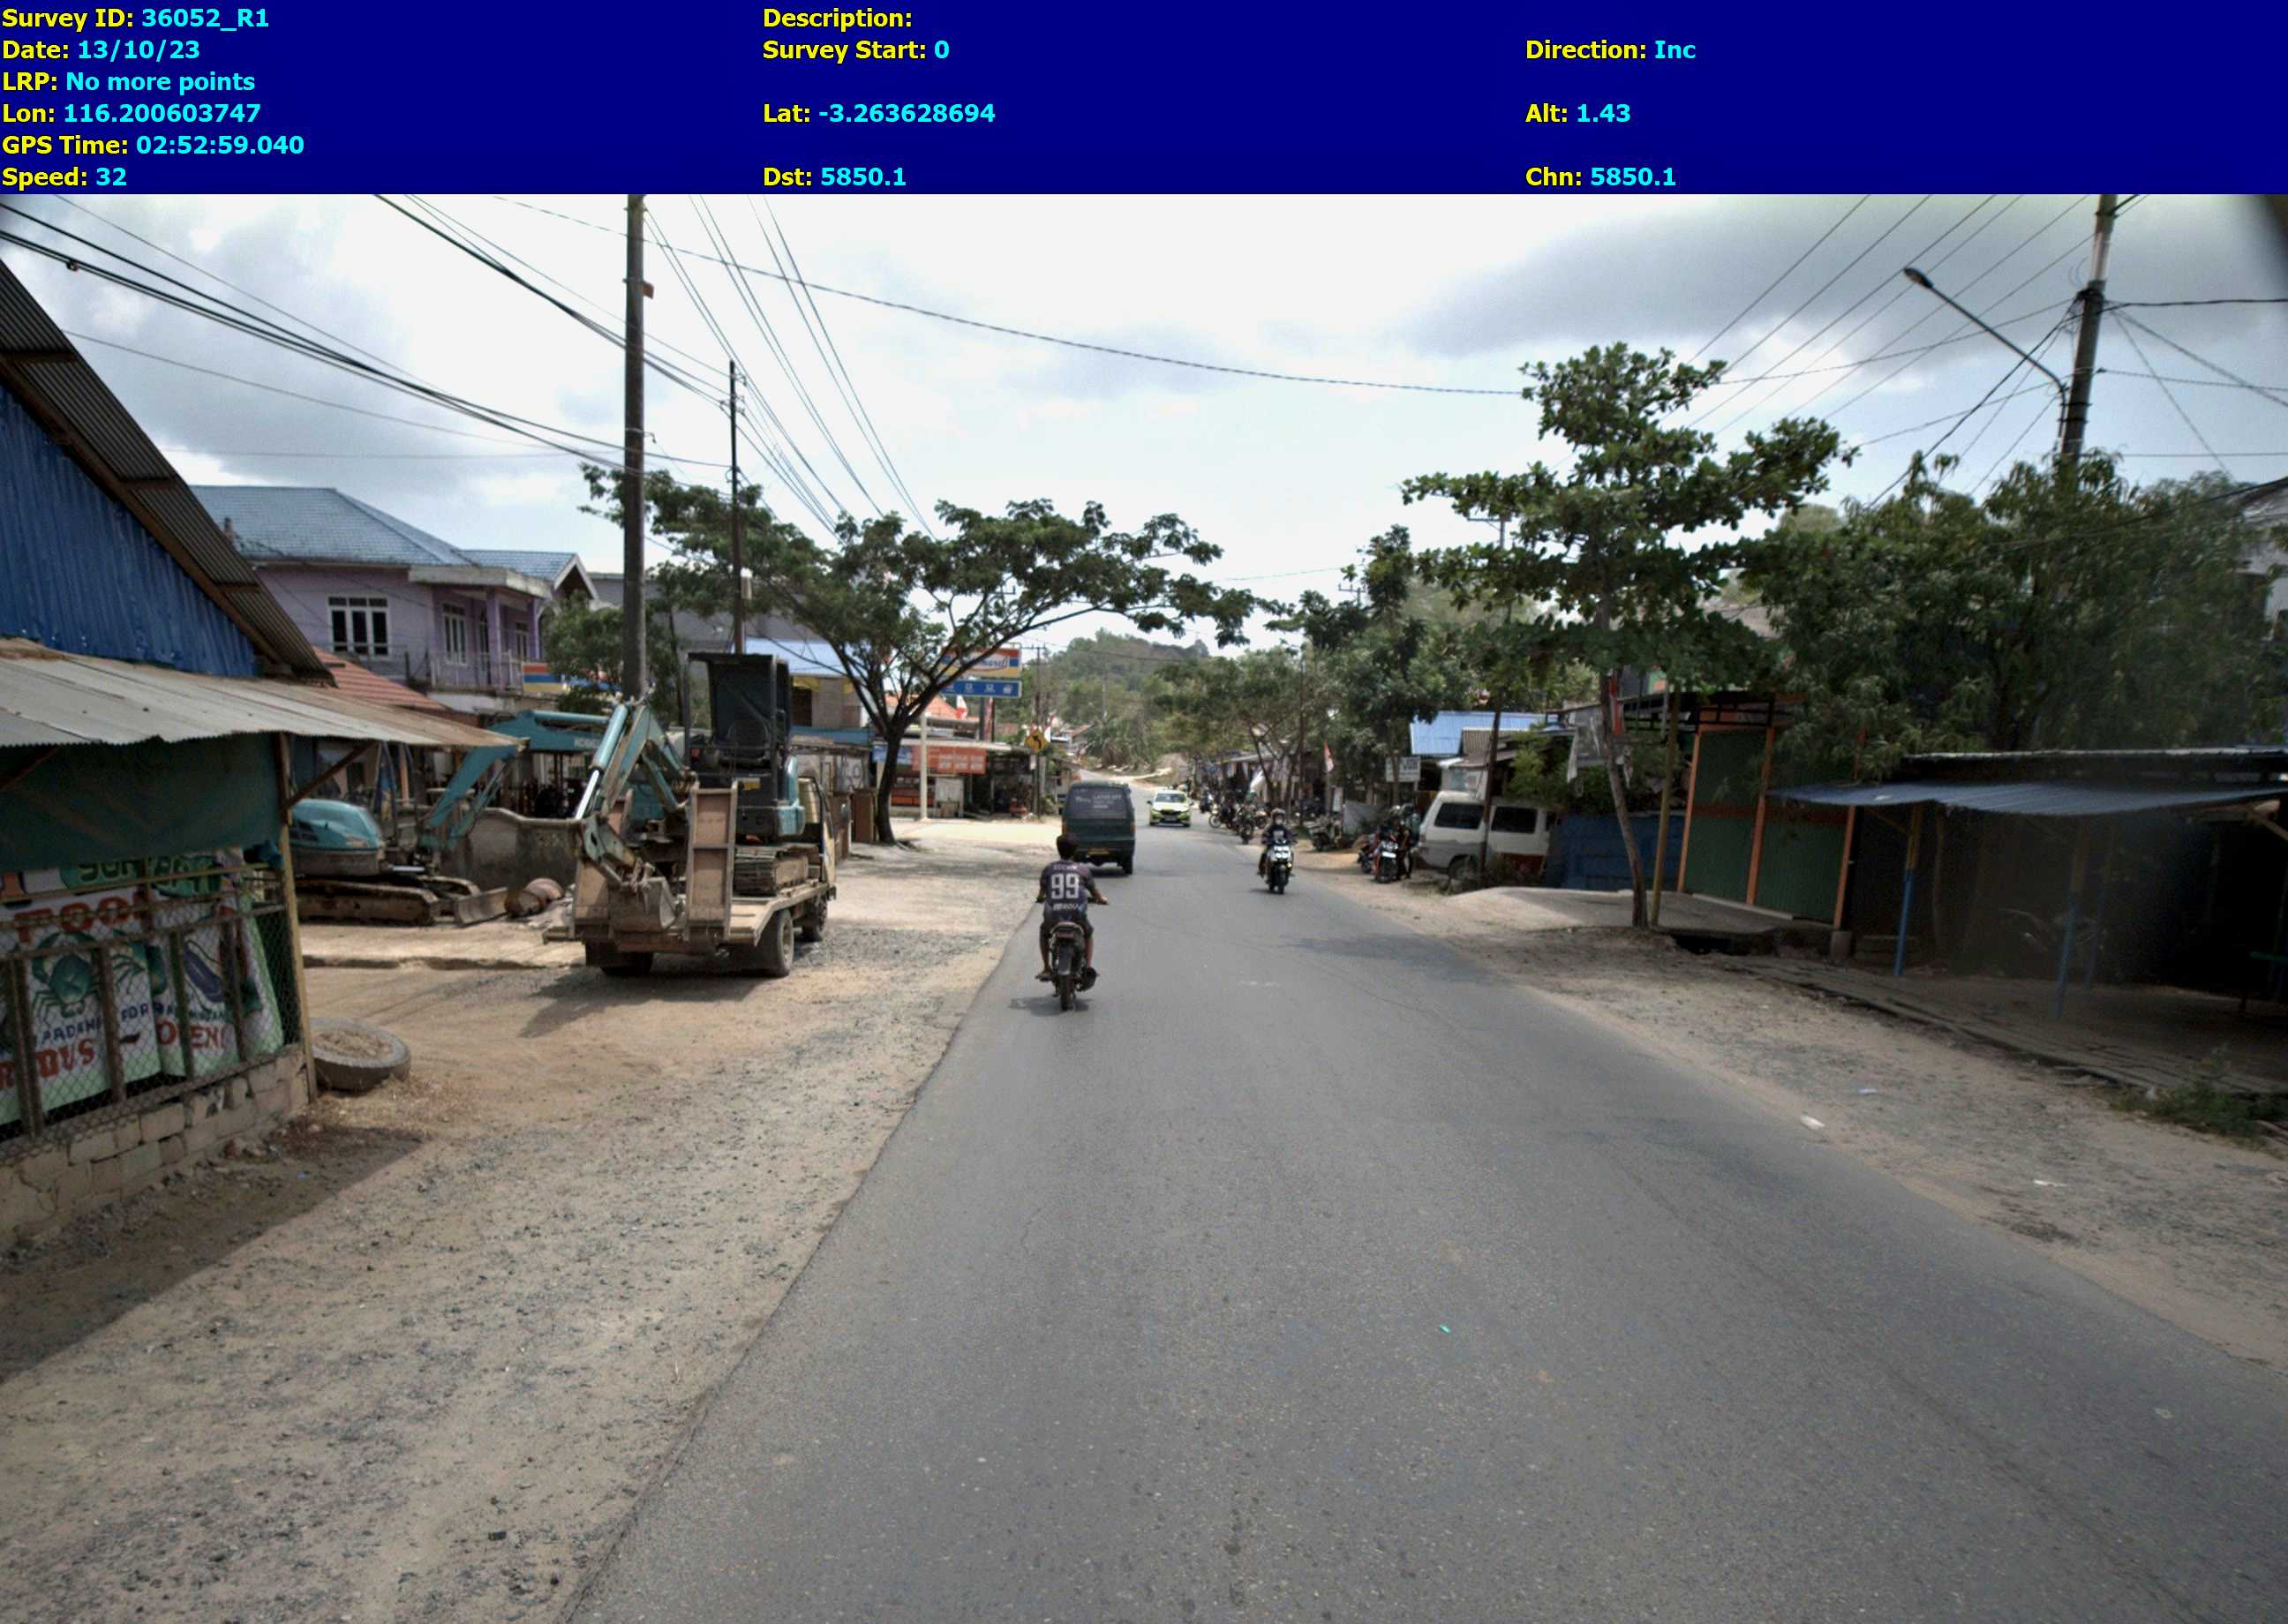 Survey ID: 36052_R1
Description:
Date: 13/10/23
Survey Start: 0
Direction: Inc
LRP: No more points
Lon: 116.200603747
Lat: -3.263628694
Alt: 1.43
GPS Time: 02:52:59.040
Speed: 32
Dst: 5850.1
Chn: 5850.1
99